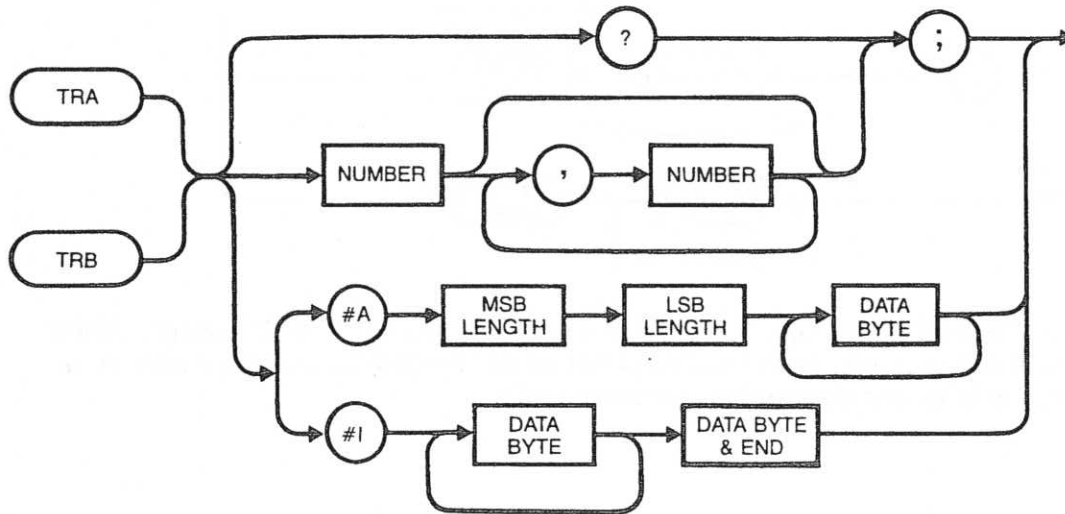 ?
;
TRA
NUMBER
,
NUMBER
TRB
#A
MSB
LENGTH
LSB
LENGTH
DATA
BYTE
#I
DATA
BYTE
DATA BYTE
& END